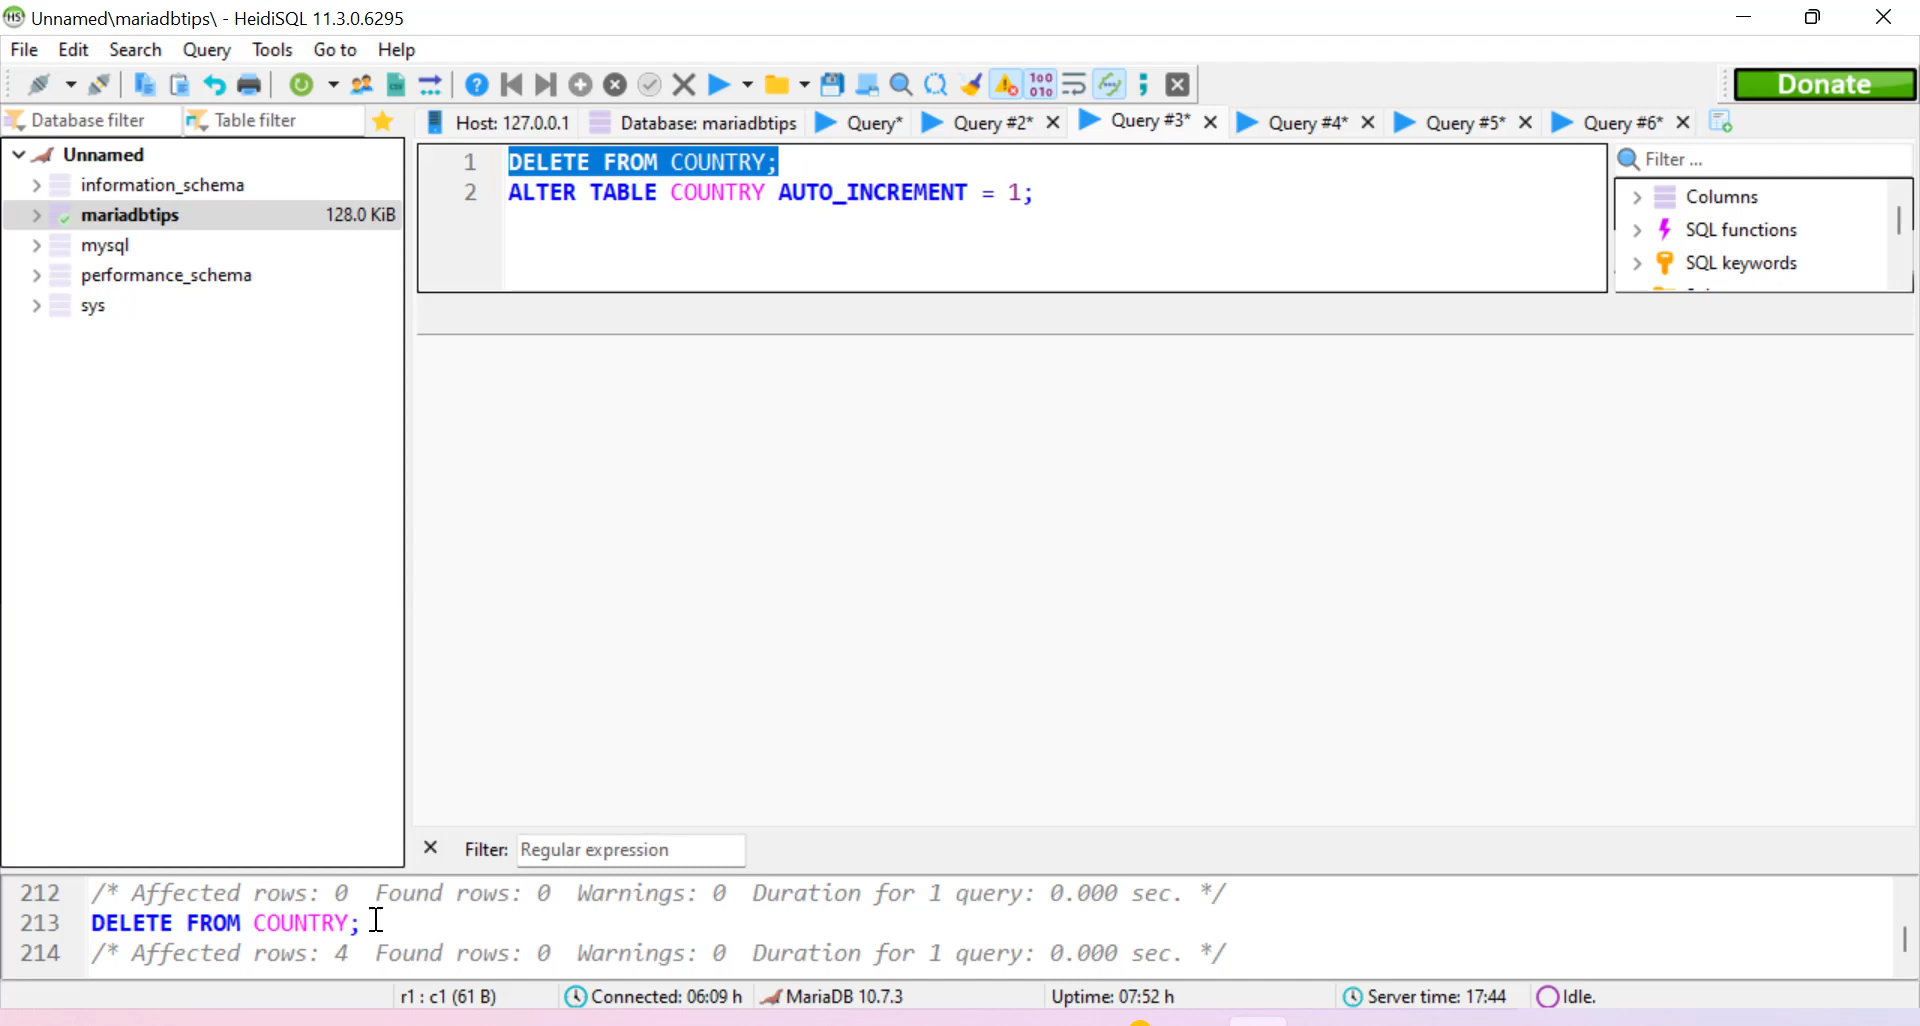 Unnamed\mariadbtips\ - HeidiSQL 11.3.0.6295
File Edit Search Query Tools Go to Help
Donate
Database filter Table filter Host: 127.0.0.1 Database: mariadbtips Query* Query #2* Query #3* Query #4* Query #5* Query #6*
Unnamed
information_schema
mariadbtips 128.0 KiB
mysql
performance_schema
sys
1 DELETE FROM COUNTRY;
2 ALTER TABLE COUNTRY AUTO_INCREMENT = 1;
Filter ...
Columns
SQL functions
SQL keywords
Filter: Regular expression
212 /* Affected rows: 0 Found rows: 0 Warnings: 0 Duration for 1 query: 0.000 sec. */
213 DELETE FROM COUNTRY;
214 /* Affected rows: 4 Found rows: 0 Warnings: 0 Duration for 1 query: 0.000 sec. */
r1 : c1 (61 B) Connected: 06:09 h MariaDB 10.7.3 Uptime: 07:52 h Server time: 17:44 Idle.